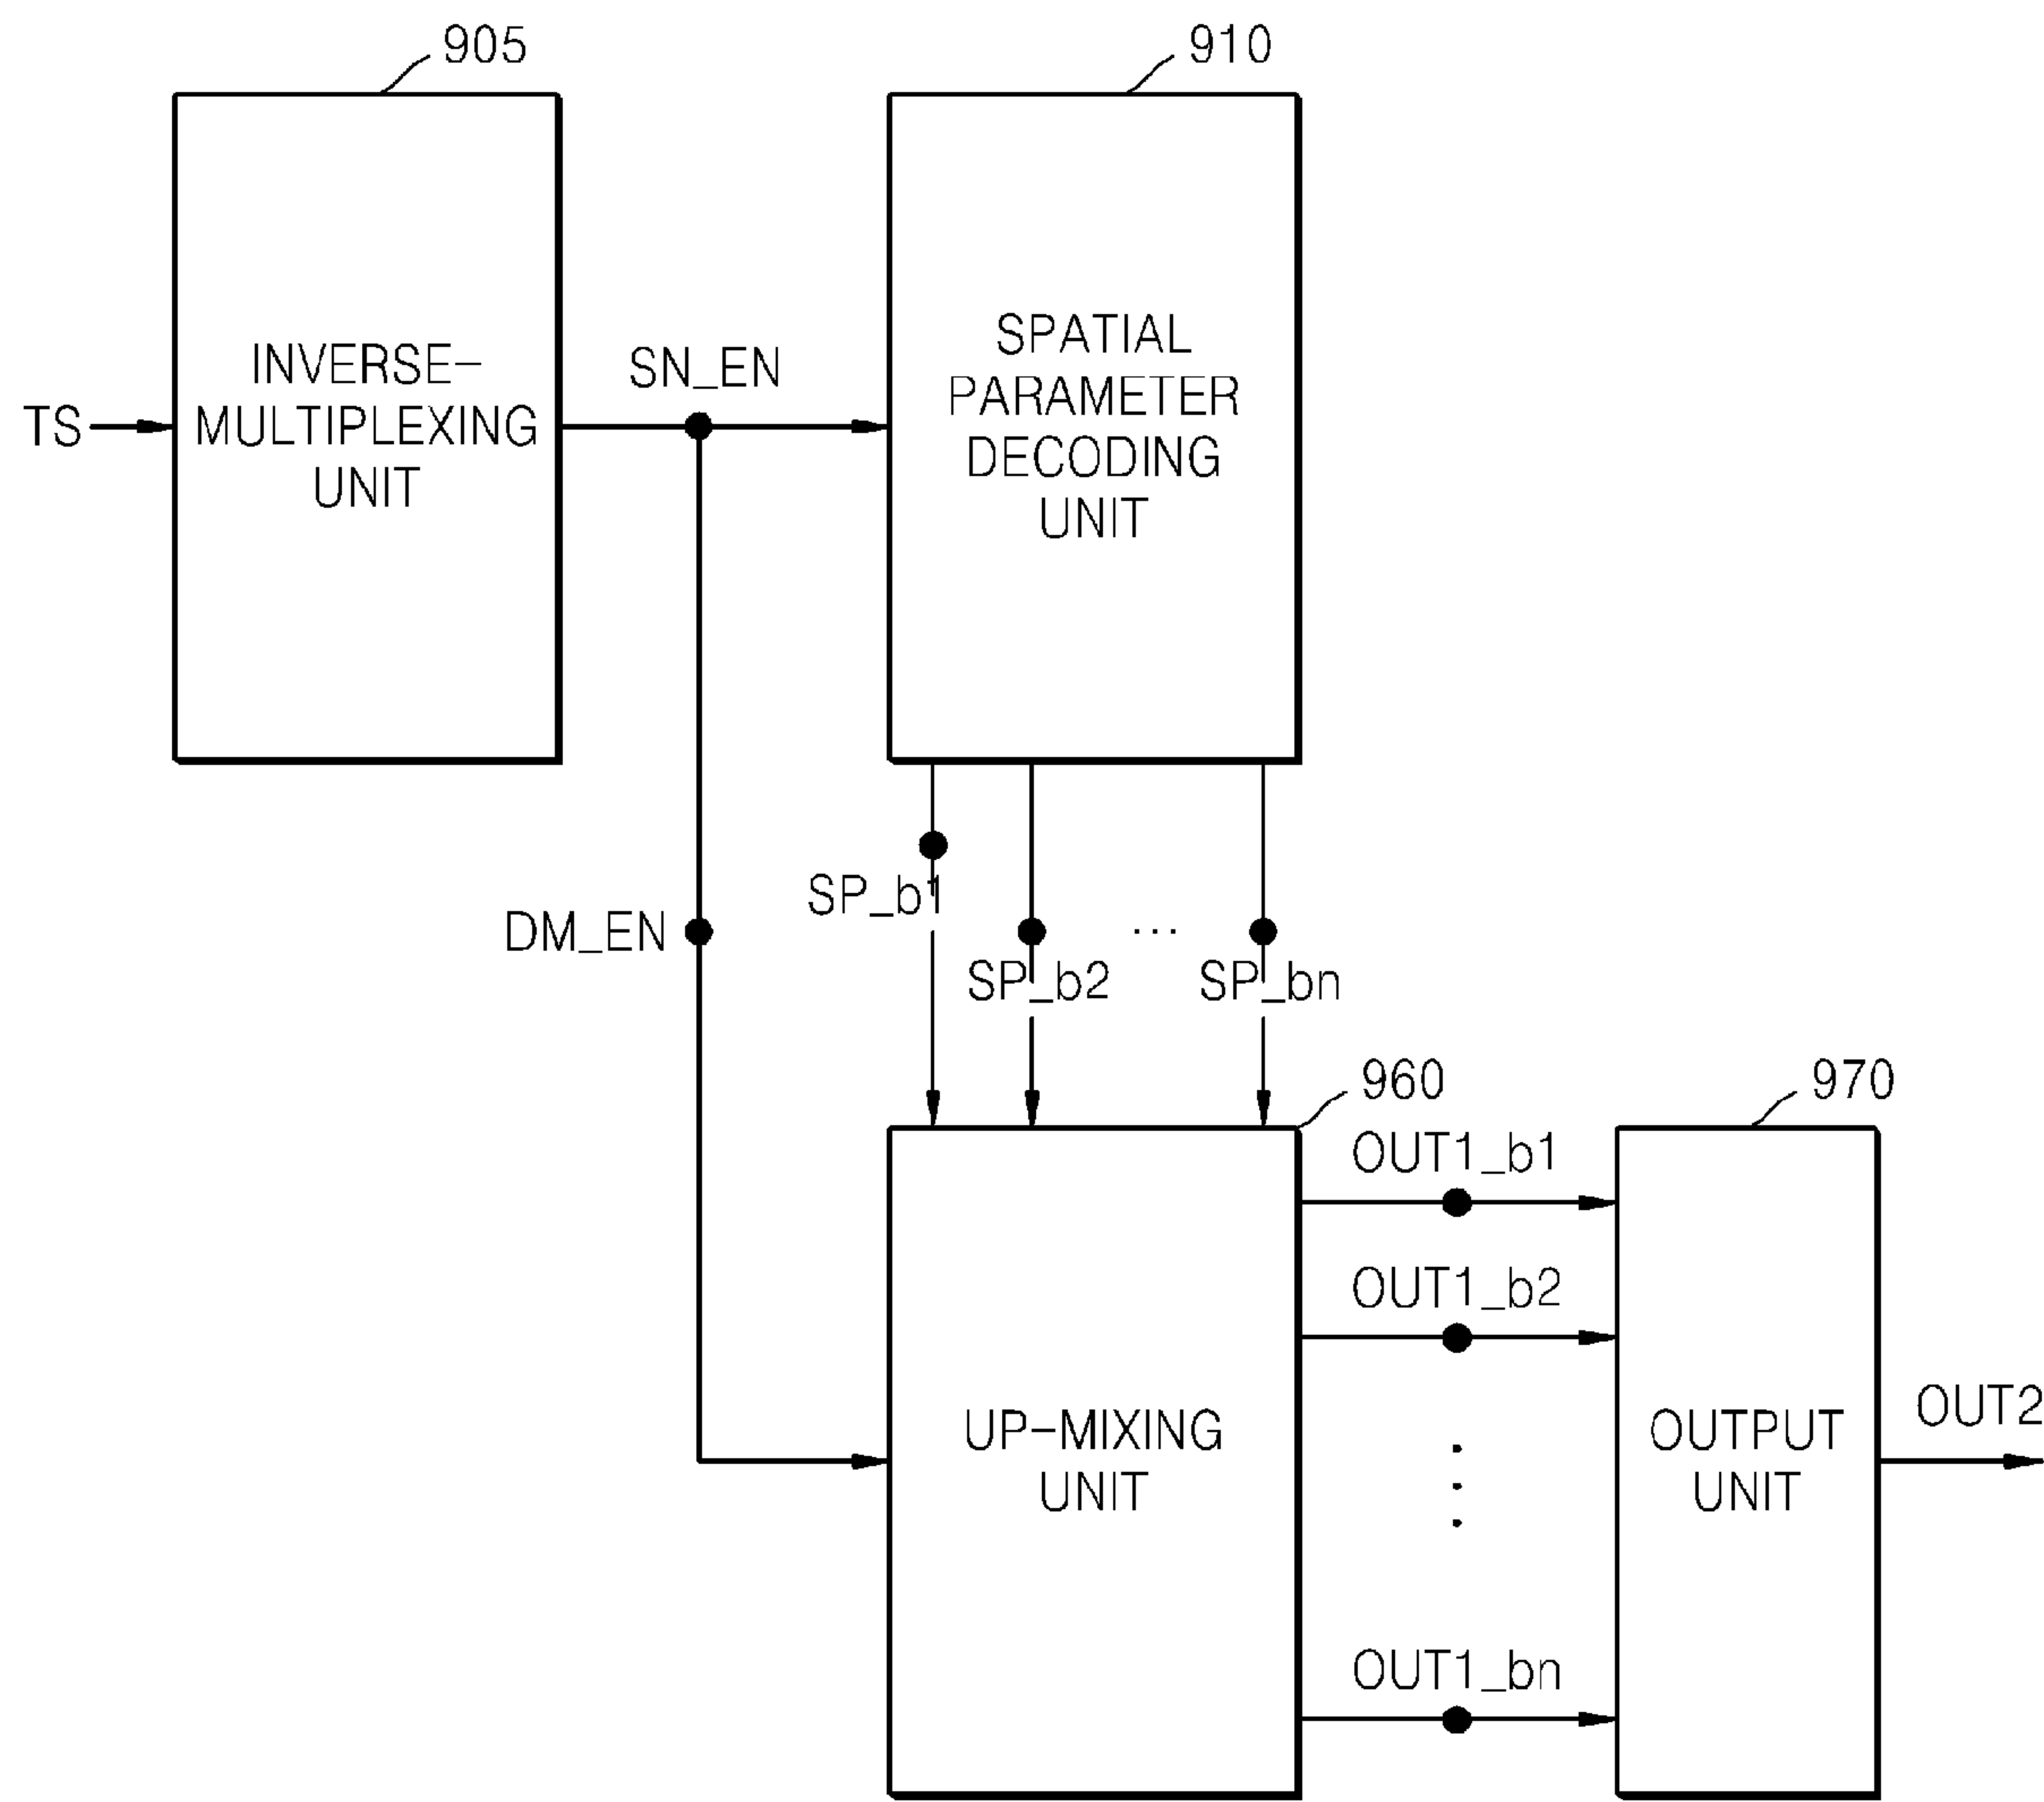 905
910
TS
INVERSE-
MULTIPLEXING
UNIT
SN_EN
SPATIAL
PARAMETER
DECODING
UNIT
SP_b1
DM_EN
...
SP_b2
SP_bn
960
970
OUT1_b1
OUT1_b2
UP-MIXING
UNIT
OUTPUT
UNIT
OUT2
OUT1_bn